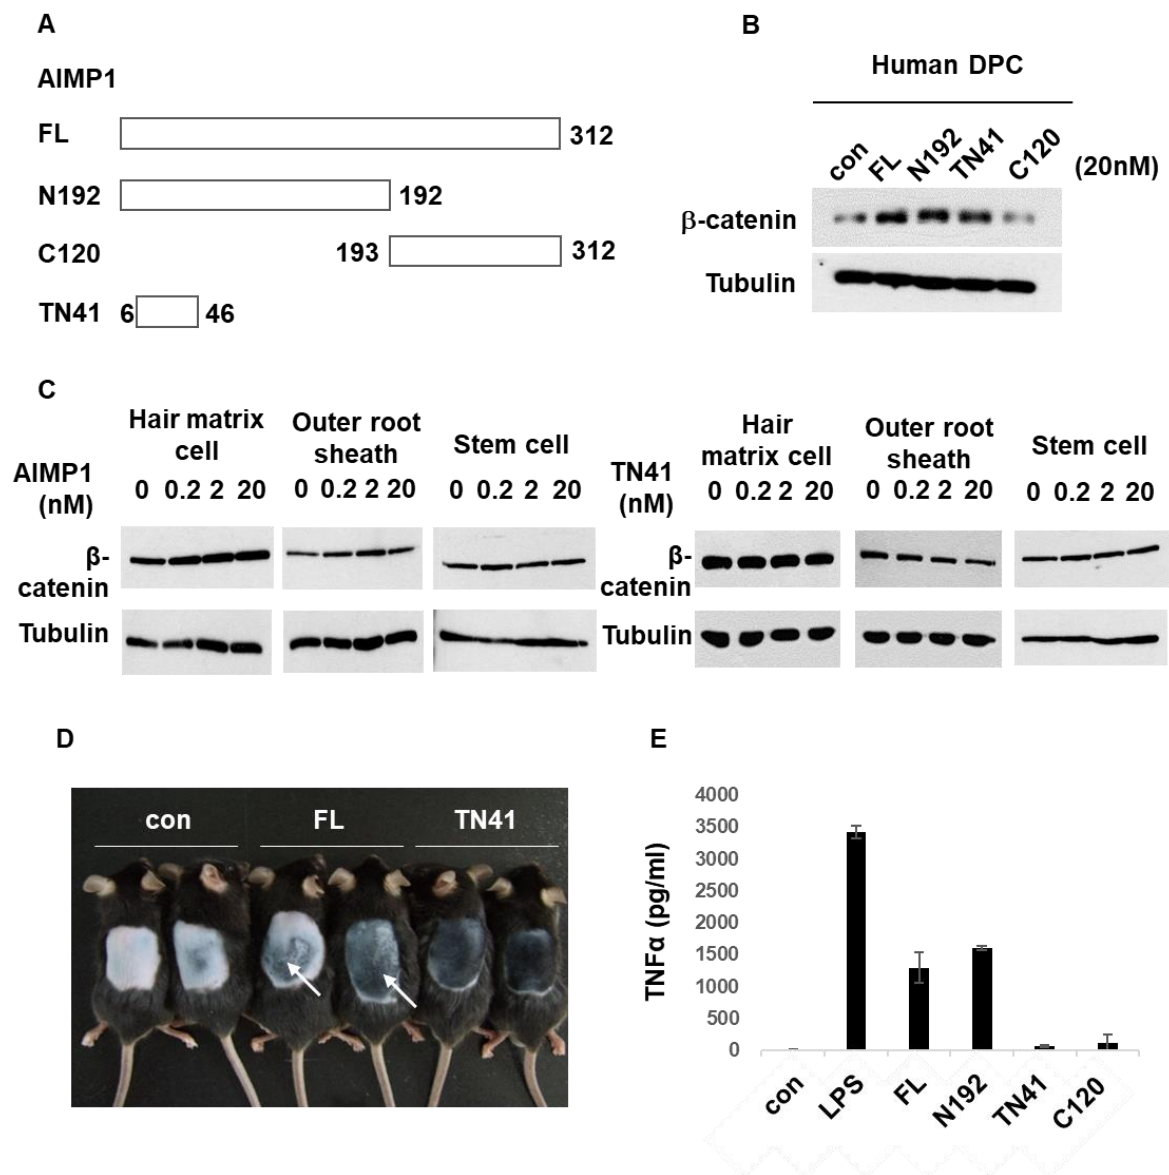 A
AIMP1
FL 312
N192 192
C120 193 312
TN41 6 46
B
Human DPC
con FL N192 TN41 C120 (20nM)
β-catenin
Tubulin
C
Hair matrix cell
Outer root sheath
Stem cell
AIMP1 (nM)
0 0.2 2 20 0 0.2 2 20 0 0.2 2 20
β-catenin
Tubulin
Hair matrix cell
Outer root sheath
Stem cell
TN41 (nM)
0 0.2 2 20 0 0.2 2 20 0 0.2 2 20
β-catenin
Tubulin
D
con FL TN41
E
TNFα (pg/ml)
4000
3500
3000
2500
2000
1500
1000
500
0
con LPS FL N192 TN41 C120